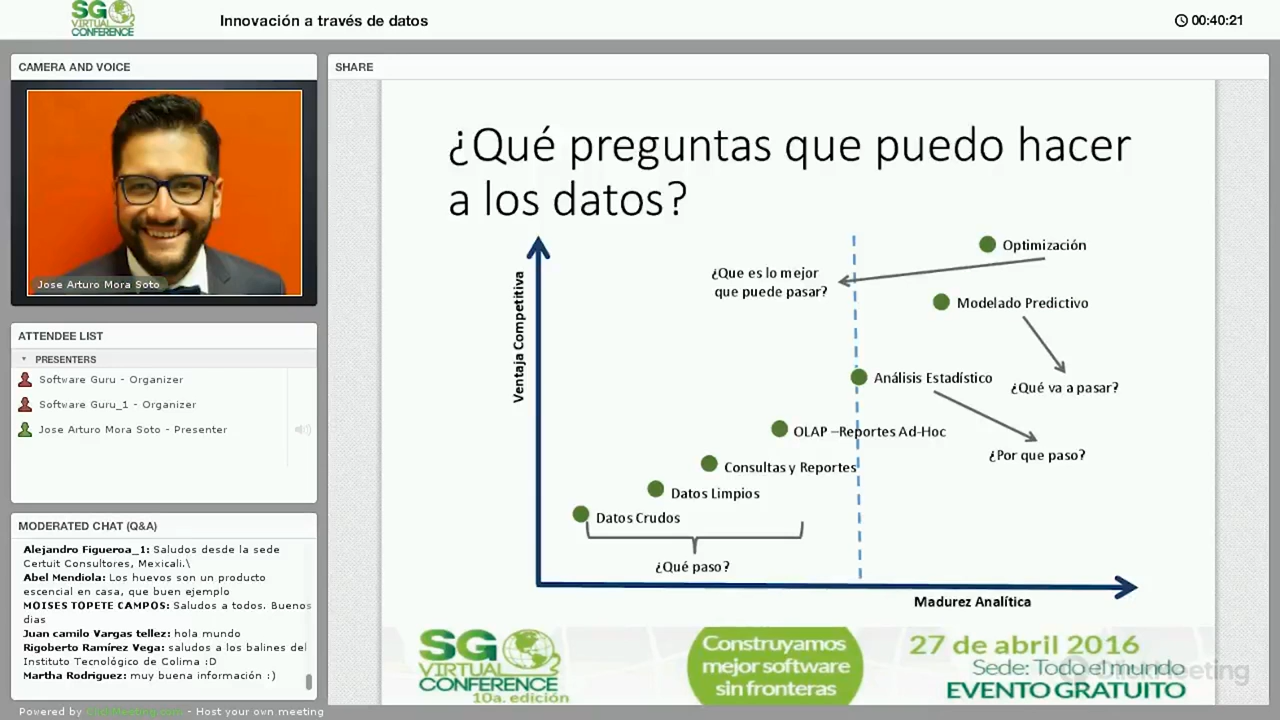 SG
VIRTUAL
CONFERENCE
Innovación a través de datos
00:40:21
CAMERA AND VOICE
Jose Arturo Mora Soto
ATTENDEE LIST
PRESENTERS
Software Guru - Organizer
Software Guru_1 - Organizer
Jose Arturo Mora Soto - Presenter
MODERATED CHAT (Q&A)
Alejandro Figueroa_1: Saludos desde la sede
Certuit Consultores, Mexicali.\
Abel Mendiola: Los huevos son un producto
escencial en casa, que buen ejemplo
MOISES TOPETE CAMPOS: Saludos a todos. Buenos
dias
Juan camilo Vargas tellez: hola mundo
Rigoberto Ramírez Vega: saludos a los balines del
Instituto Tecnológico de Colima :D
Martha Rodriguez: muy buena información :)
Powered by ClickMeeting.com - Host your own meeting
SHARE
¿Qué preguntas que puedo hacer
a los datos?
Ventaja Competitiva
Optimización
¿Que es lo mejor
que puede pasar?
Modelado Predictivo
¿Qué va a pasar?
Análisis Estadístico
OLAP –Reportes Ad-Hoc
¿Por que paso?
Consultas y Reportes
Datos Limpios
Datos Crudos
¿Qué paso?
Madurez Analítica
SG
VIRTUAL
CONFERENCE
10a. edición
Construyamos
mejor software
sin fronteras
27 de abril 2016
Sede: Todo el mundo
EVENTO GRATUITO
ClickMeeting